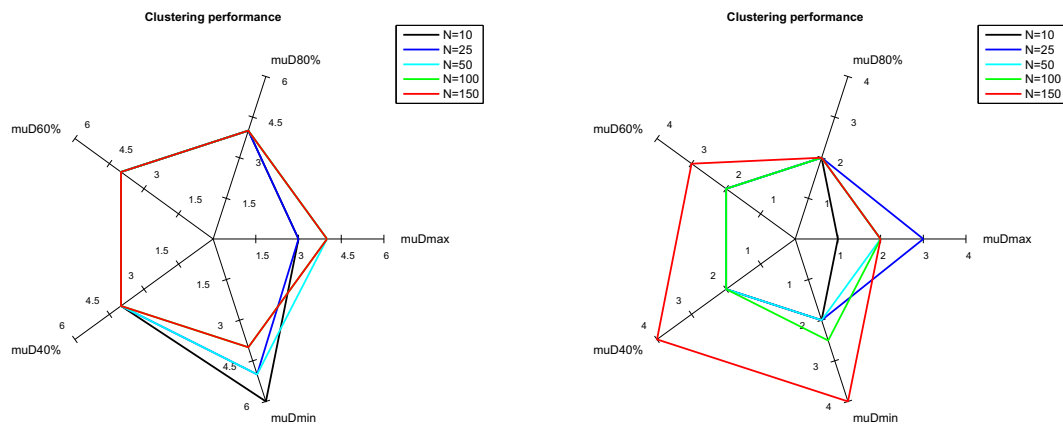 Clustering performance
N=10
N=25
N=50
N=100
N=150
muD80%
6
4.5
3
1.5
muD60%
6
4.5
3
1.5
muDmax
1.5
3
4.5
6
muD40%
1.5
3
4.5
6
muDmin
1.5
3
4.5
6
Clustering performance
N=10
N=25
N=50
N=100
N=150
muD80%
4
3
2
1
muD60%
4
3
2
1
muDmax
1
2
3
4
muD40%
1
2
3
4
muDmin
1
2
3
4